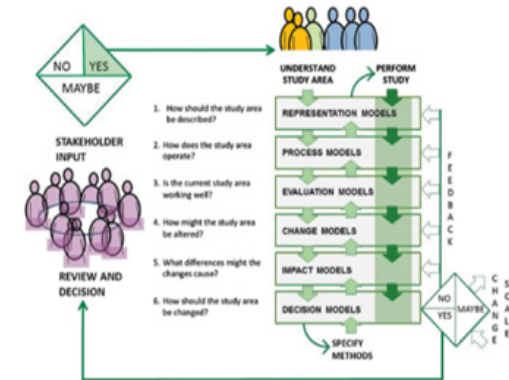 NO YES
MAYBE
STAKEHOLDER
INPUT
REVIEW AND
DECISION
UNDERSTAND
STUDY AREA
PERFORM
STUDY
1. How should the study area
be described?
2. How does the study area
operate?
3. Is the current study area
working well?
4. How might the study area
be altered?
5. What differences might the
changes cause?
6. How should the study area
be changed?
REPRESENTATION MODELS
PROCESS MODELS
EVALUATION MODELS
CHANGE MODELS
IMPACT MODELS
DECISION MODELS
SPECIFY
METHODS
FEEDBACK
NO
YES
MAYBE
CHANGE
SCALE